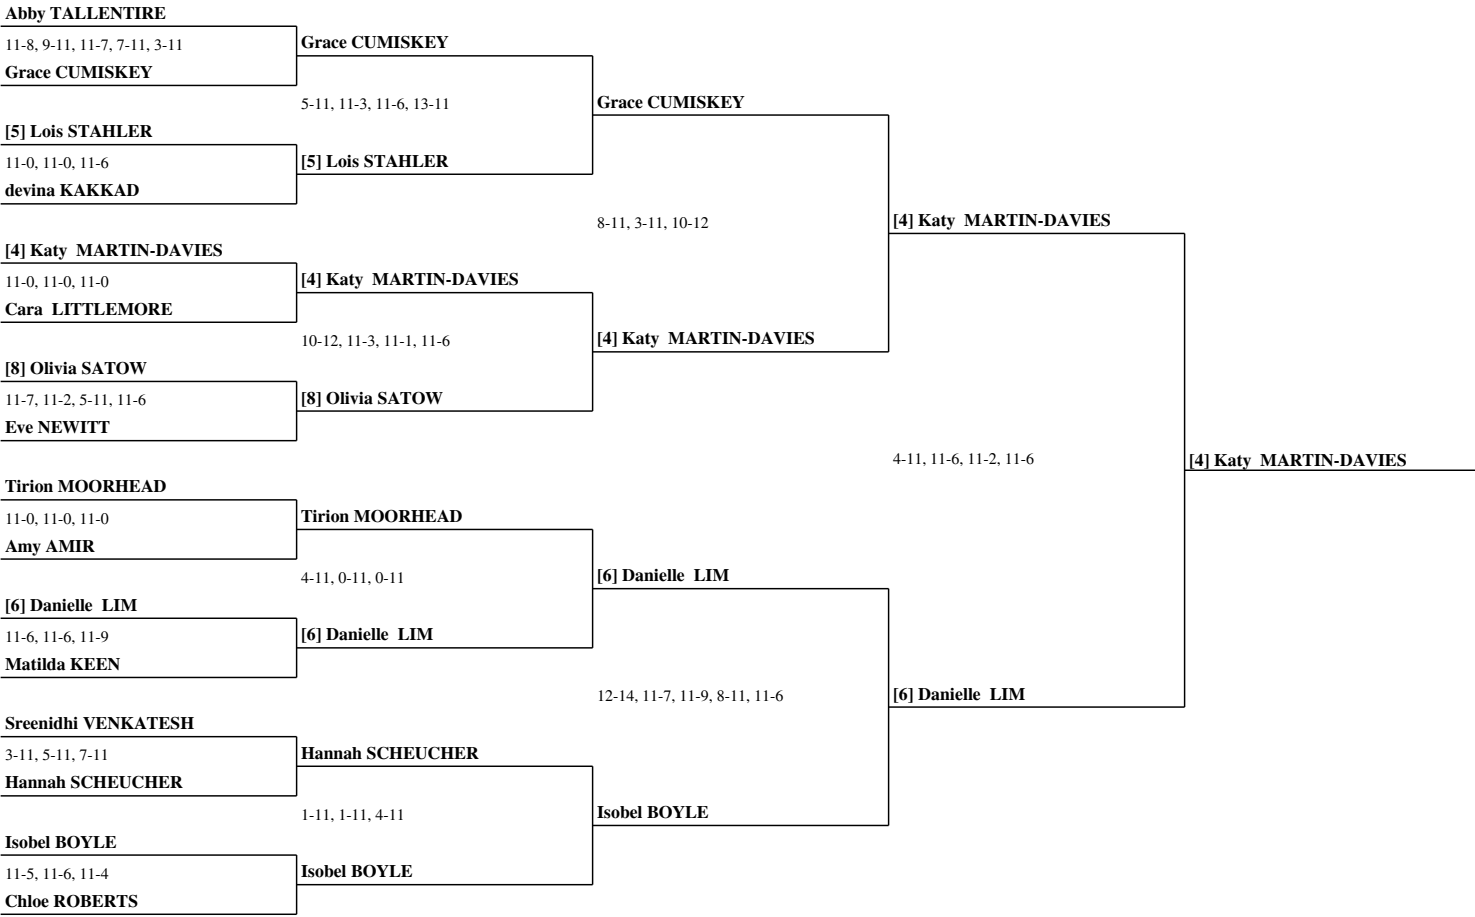 Abby TALLENTIRE
11-8, 9-11, 11-7, 7-11, 3-11
Grace CUMISKEY
[5] Lois STAHLER
11-0, 11-0, 11-6
devina KAKKAD
[4] Katy  MARTIN-DAVIES
11-0, 11-0, 11-0
Cara  LITTLEMORE
[8] Olivia SATOW
11-7, 11-2, 5-11, 11-6
Eve NEWITT
Tirion MOORHEAD
11-0, 11-0, 11-0
Amy AMIR
[6] Danielle  LIM
11-6, 11-6, 11-9
Matilda KEEN
Sreenidhi VENKATESH
3-11, 5-11, 7-11
Hannah SCHEUCHER
Isobel BOYLE
11-5, 11-6, 11-4
Chloe ROBERTS
Grace CUMISKEY
5-11, 11-3, 11-6, 13-11
[5] Lois STAHLER
[4] Katy  MARTIN-DAVIES
10-12, 11-3, 11-1, 11-6
[8] Olivia SATOW
Tirion MOORHEAD
4-11, 0-11, 0-11
[6] Danielle  LIM
Hannah SCHEUCHER
1-11, 1-11, 4-11
Isobel BOYLE
Grace CUMISKEY
8-11, 3-11, 10-12
[4] Katy  MARTIN-DAVIES
[6] Danielle  LIM
12-14, 11-7, 11-9, 8-11, 11-6
Isobel BOYLE
[4] Katy  MARTIN-DAVIES
4-11, 11-6, 11-2, 11-6
[6] Danielle  LIM
[4] Katy  MARTIN-DAVIES